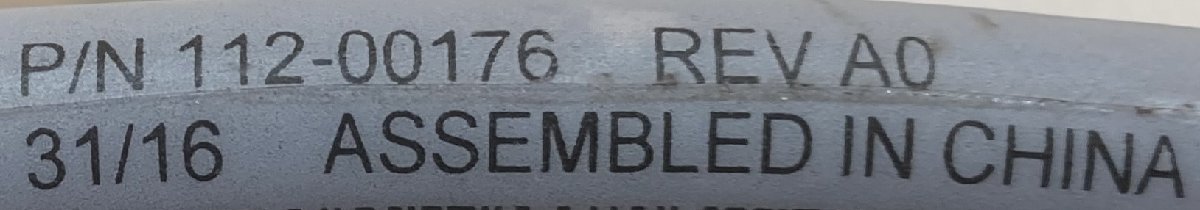 P/N 112-00176 REV A0
31/16 ASSEMBLED IN CHINA